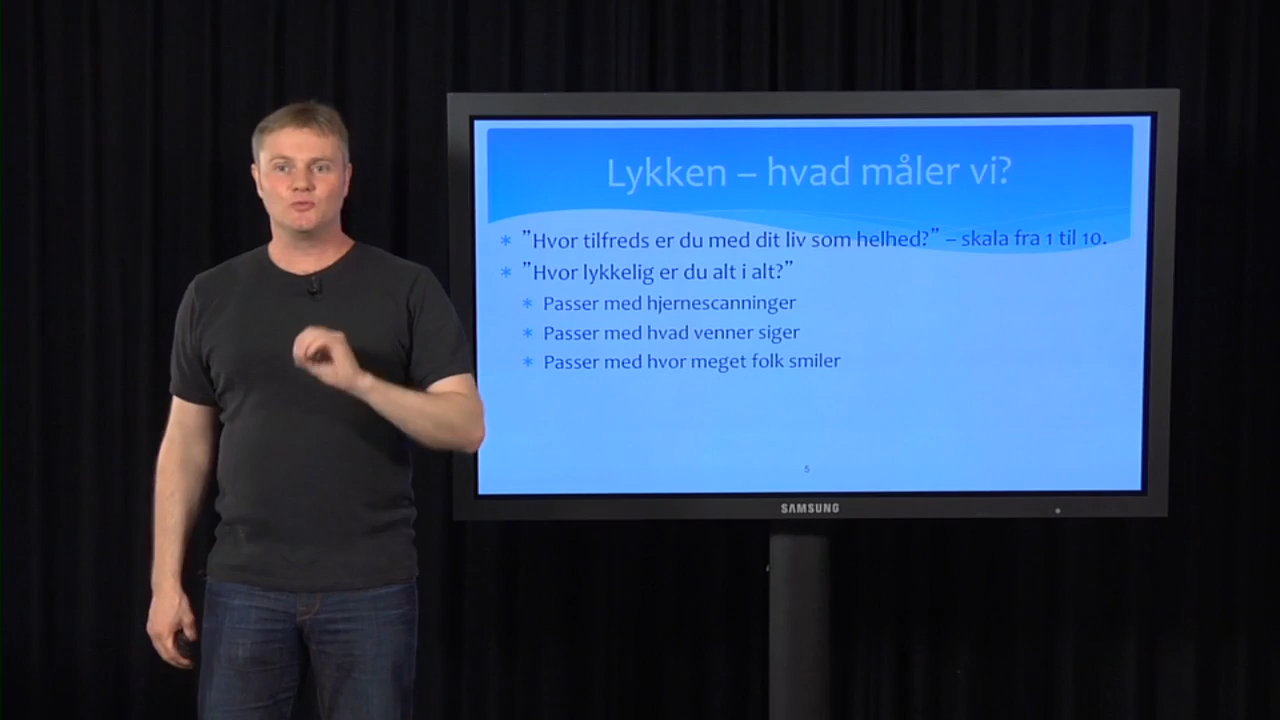 Lykken – hvad måler vi?
"Hvor tilfreds er du med dit liv som helhed?" – skala fra 1 til 10.
"Hvor lykkelig er du alt i alt?"
Passer med hjernescanninger
Passer med hvad venner siger
Passer med hvor meget folk smiler
5
SAMSUNG